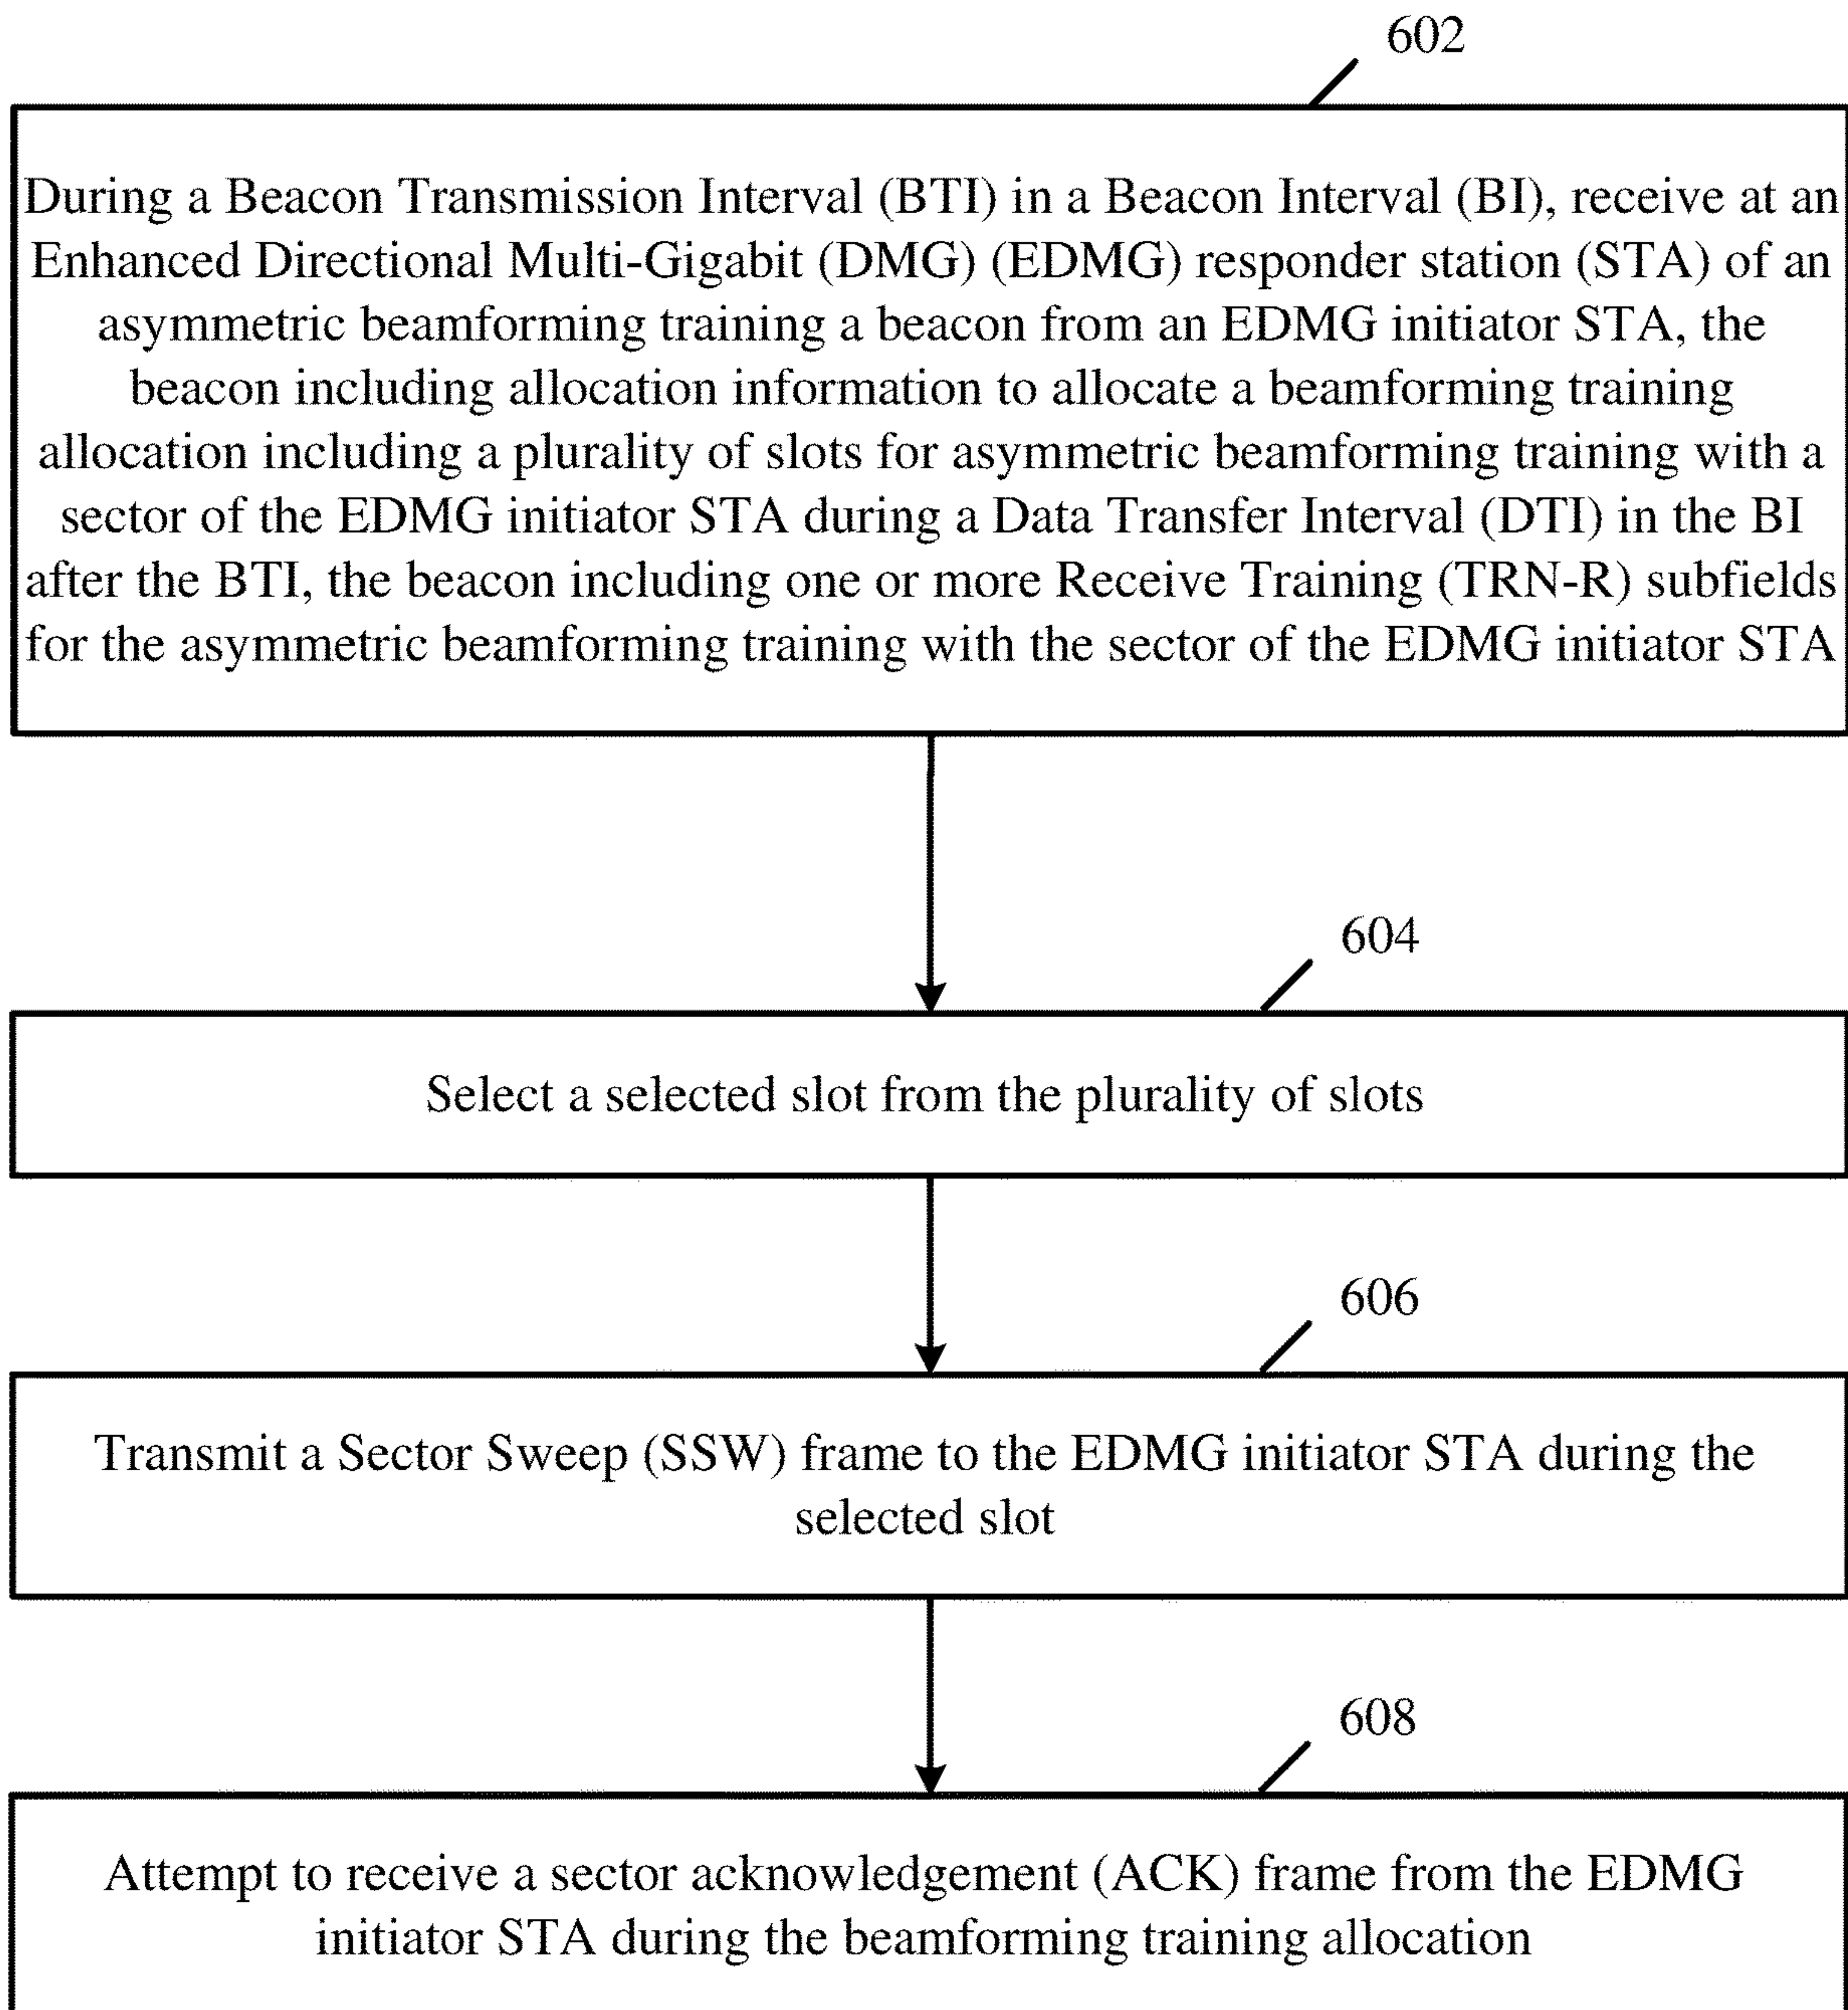 602
During a Beacon Transmission Interval (BTI) in a Beacon Interval (BI), receive at an
Enhanced Directional Multi-Gigabit (DMG) (EDMG) responder station (STA) of an
asymmetric beamforming training a beacon from an EDMG initiator STA, the
beacon including allocation information to allocate a beamforming training
allocation including a plurality of slots for asymmetric beamforming training with a
sector of the EDMG initiator STA during a Data Transfer Interval (DTI) in the BI
after the BTI, the beacon including one or more Receive Training (TRN-R) subfields
for the asymmetric beamforming training with the sector of the EDMG initiator STA
604
Select a selected slot from the plurality of slots
606
Transmit a Sector Sweep (SSW) frame to the EDMG initiator STA during the
selected slot
608
Attempt to receive a sector acknowledgement (ACK) frame from the EDMG
initiator STA during the beamforming training allocation